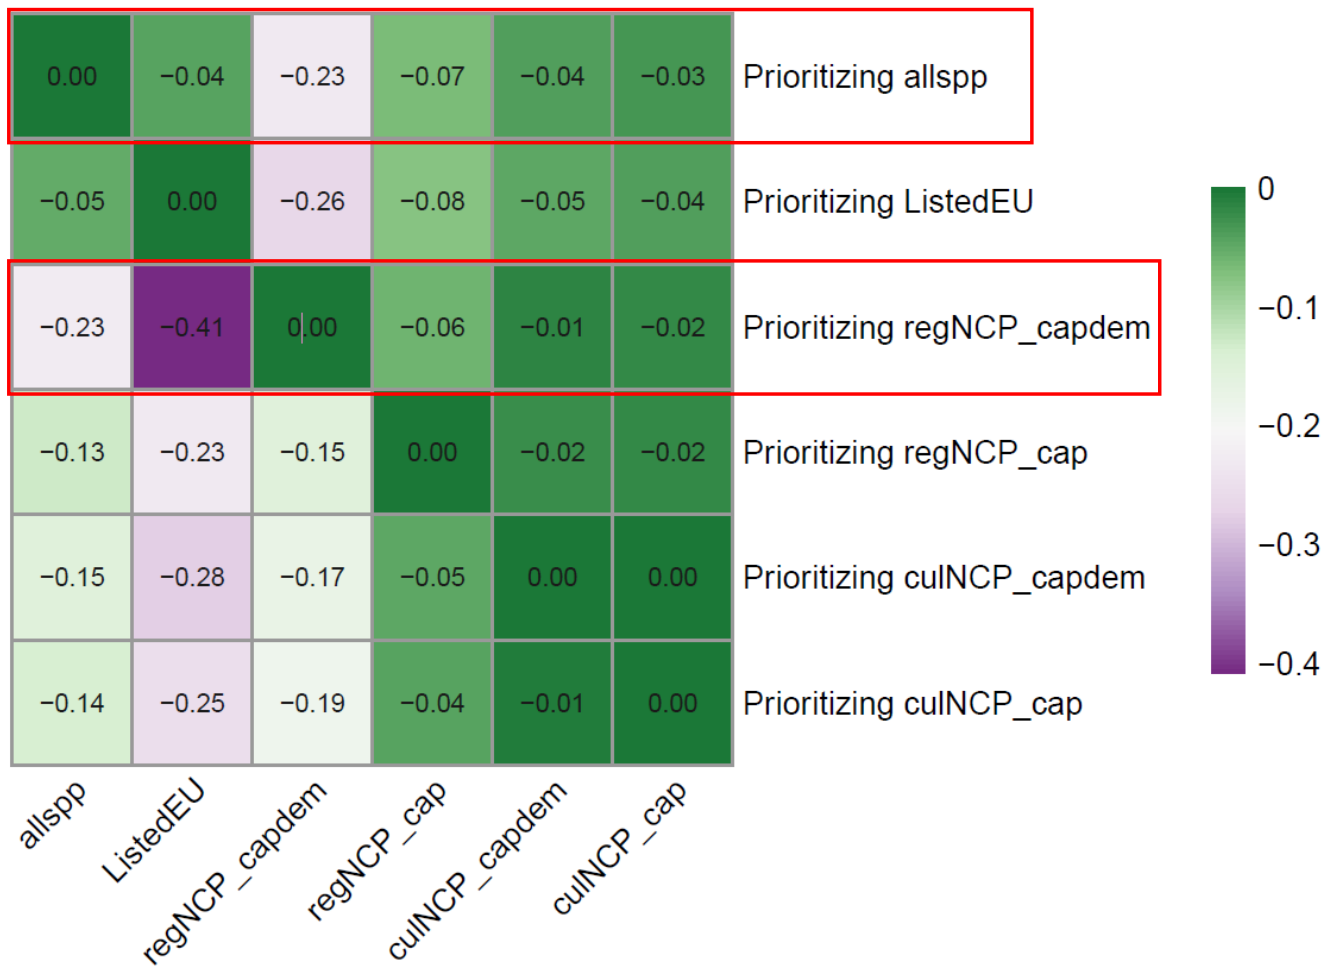 0.00 −0.04 −0.23 −0.07 −0.04 −0.03 Prioritizing allspp
−0.05 0.00 −0.26 −0.08 −0.05 −0.04 Prioritizing ListedEU
−0.23 −0.41 0.00 −0.06 −0.01 −0.02 Prioritizing regNCP_capdem
−0.13 −0.23 −0.15 0.00 −0.02 −0.02 Prioritizing regNCP_cap
−0.15 −0.28 −0.17 −0.05 0.00 0.00 Prioritizing culNCP_capdem
−0.14 −0.25 −0.19 −0.04 −0.01 0.00 Prioritizing culNCP_cap
allspp
ListedEU
regNCP_capdem
regNCP_cap
culNCP_capdem
culNCP_cap
0
−0.1
−0.2
−0.3
−0.4